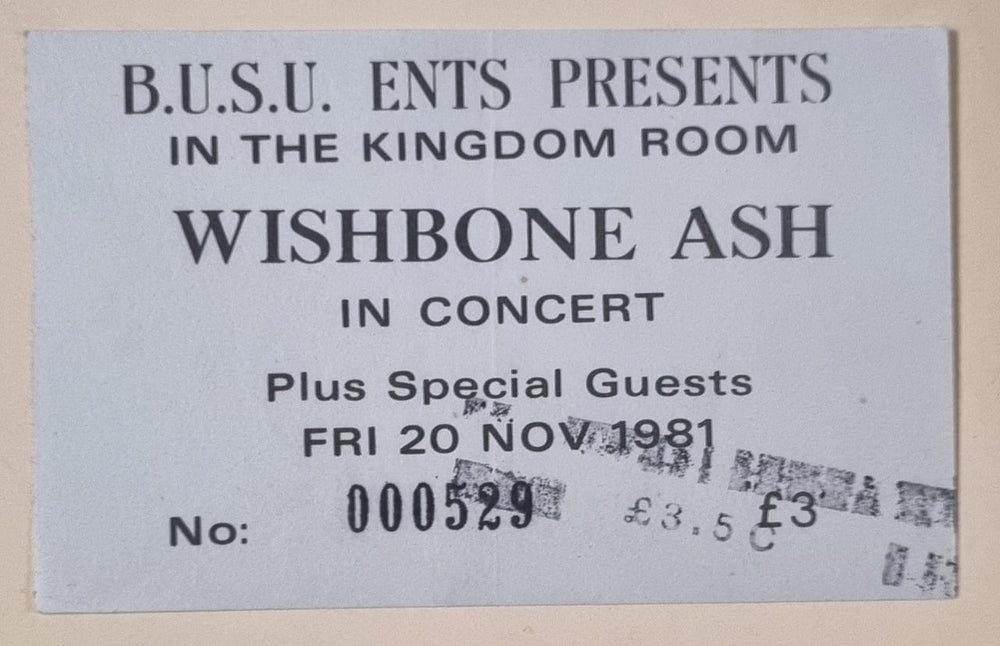 B.U.S.U. ENTS PRESENTS
IN THE KINGDOM ROOM
WISHBONE ASH
IN CONCERT
Plus Special Guests
FRI 20 NOV 1981
No: 000529 £3.50 £3